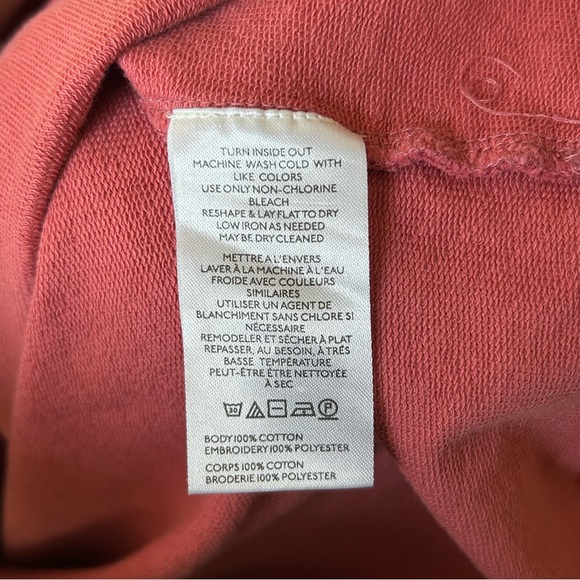 TURN INSIDE OUT
MACHINE WASH COLD WITH
LIKE COLORS
USE ONLY NON-CHLORINE
BLEACH
RESHAPE & LAY FLAT TO DRY
LOW IRON AS NEEDED
MAY BE DRY CLEANED
METTRE A L'ENVERS
LAVER À LA MACHINE À L'EAU
FROIDE AVEC COULEURS
SIMILAIRES
UTILISER UN AGENT DE
BLANCHIMENT SANS CHLORE SI
NÉCESSAIRE
REMODELER ET SÉCHER À PLAT
REPASSER, AU BESOIN, À TRÉS
BASSE TEMPÉRATURE
PEUT-ÊTRE ÊTRE NETTOYÉE
À SEC
30 P
BODY 100% COTTON
EMBROIDERY 100% POLYESTER
CORPS 100% COTON
BRODERIE 100% POLYESTER